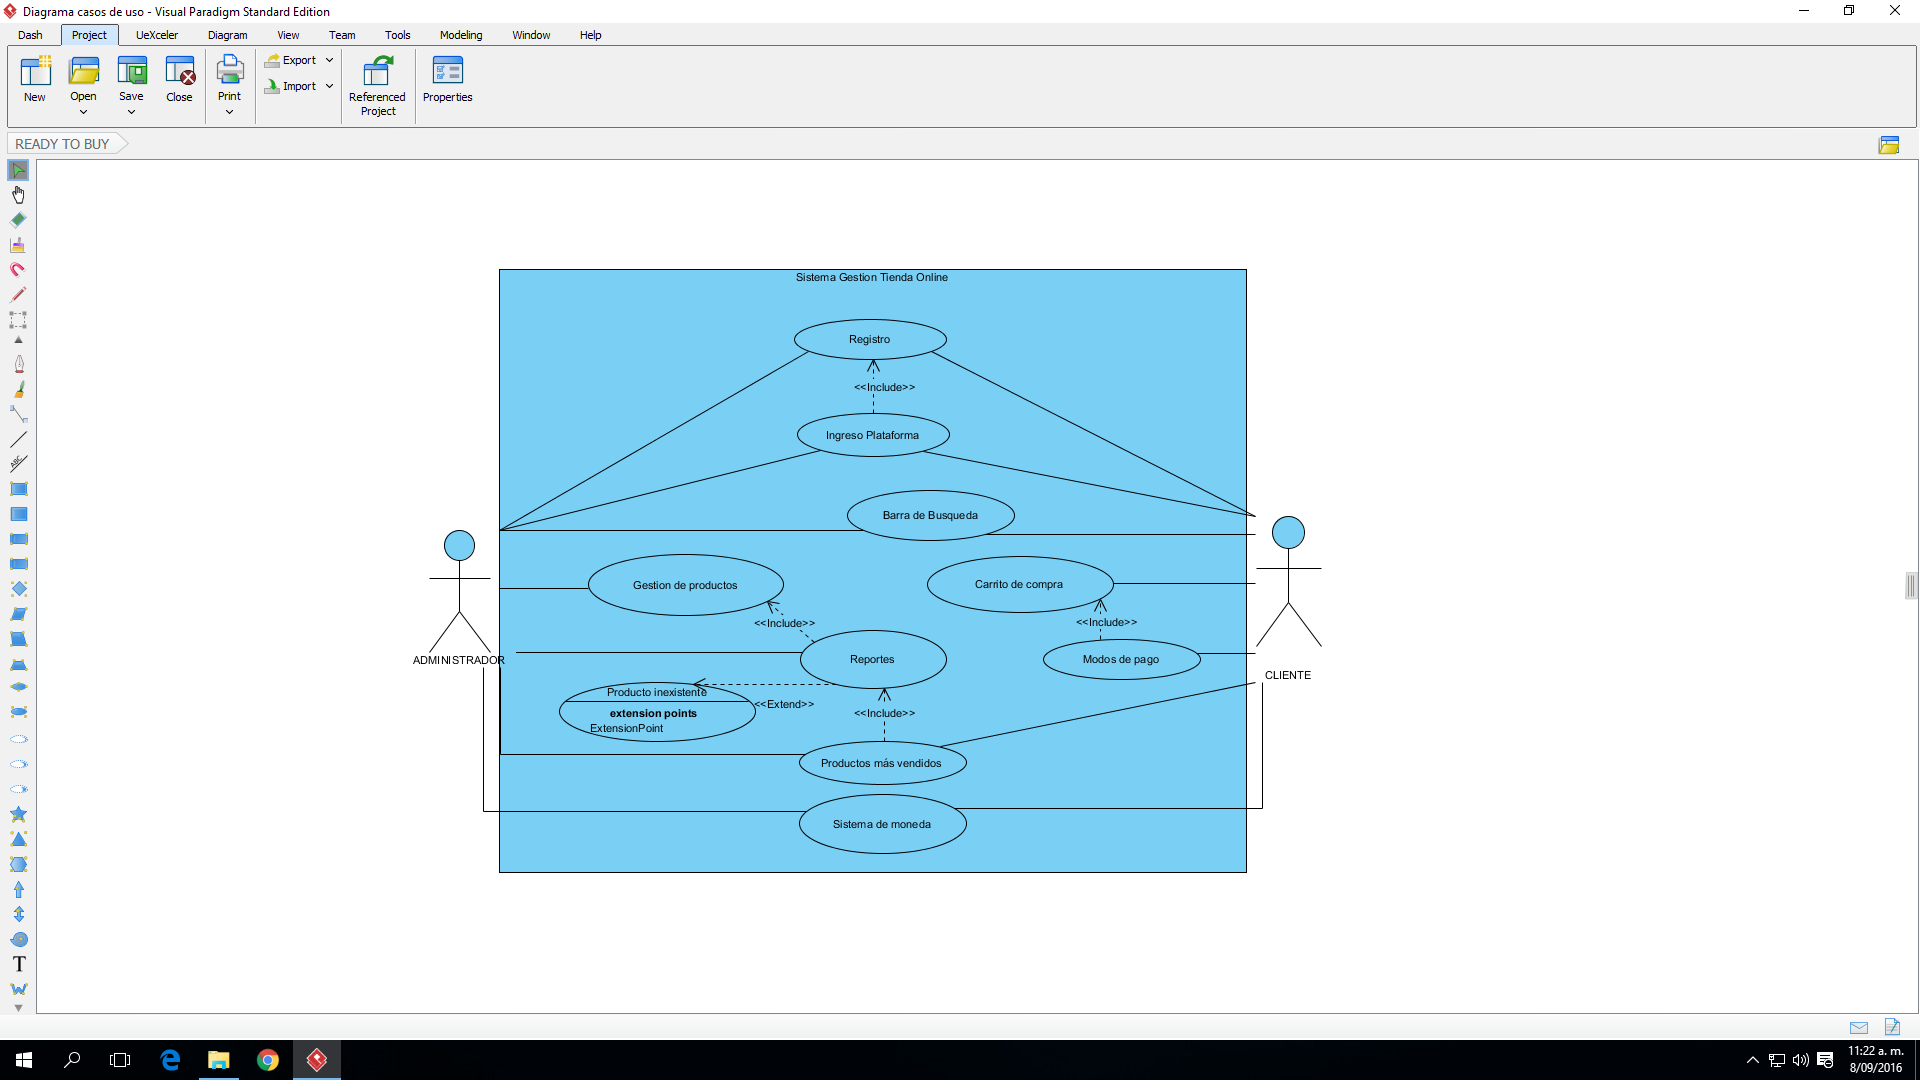 Diagrama casos de uso - Visual Paradigm Standard Edition
Dash Project UeXceler Diagram View Team Tools Modeling Window Help
New Open Save Close Print Export Import Referenced Project Properties
READY TO BUY
Sistema Gestion Tienda Online
Registro
<<Include>>
Ingreso Plataforma
Barra de Busqueda
Gestion de productos
Carrito de compra
<<Include>>
<<Include>>
Reportes
Modos de pago
ADMINISTRADOR
CLIENTE
Producto inexistente
<<Extend>>
extension points
<<Include>>
ExtensionPoint
Productos más vendidos
Sistema de moneda
ABC
T
11:22 a. m.
8/09/2016